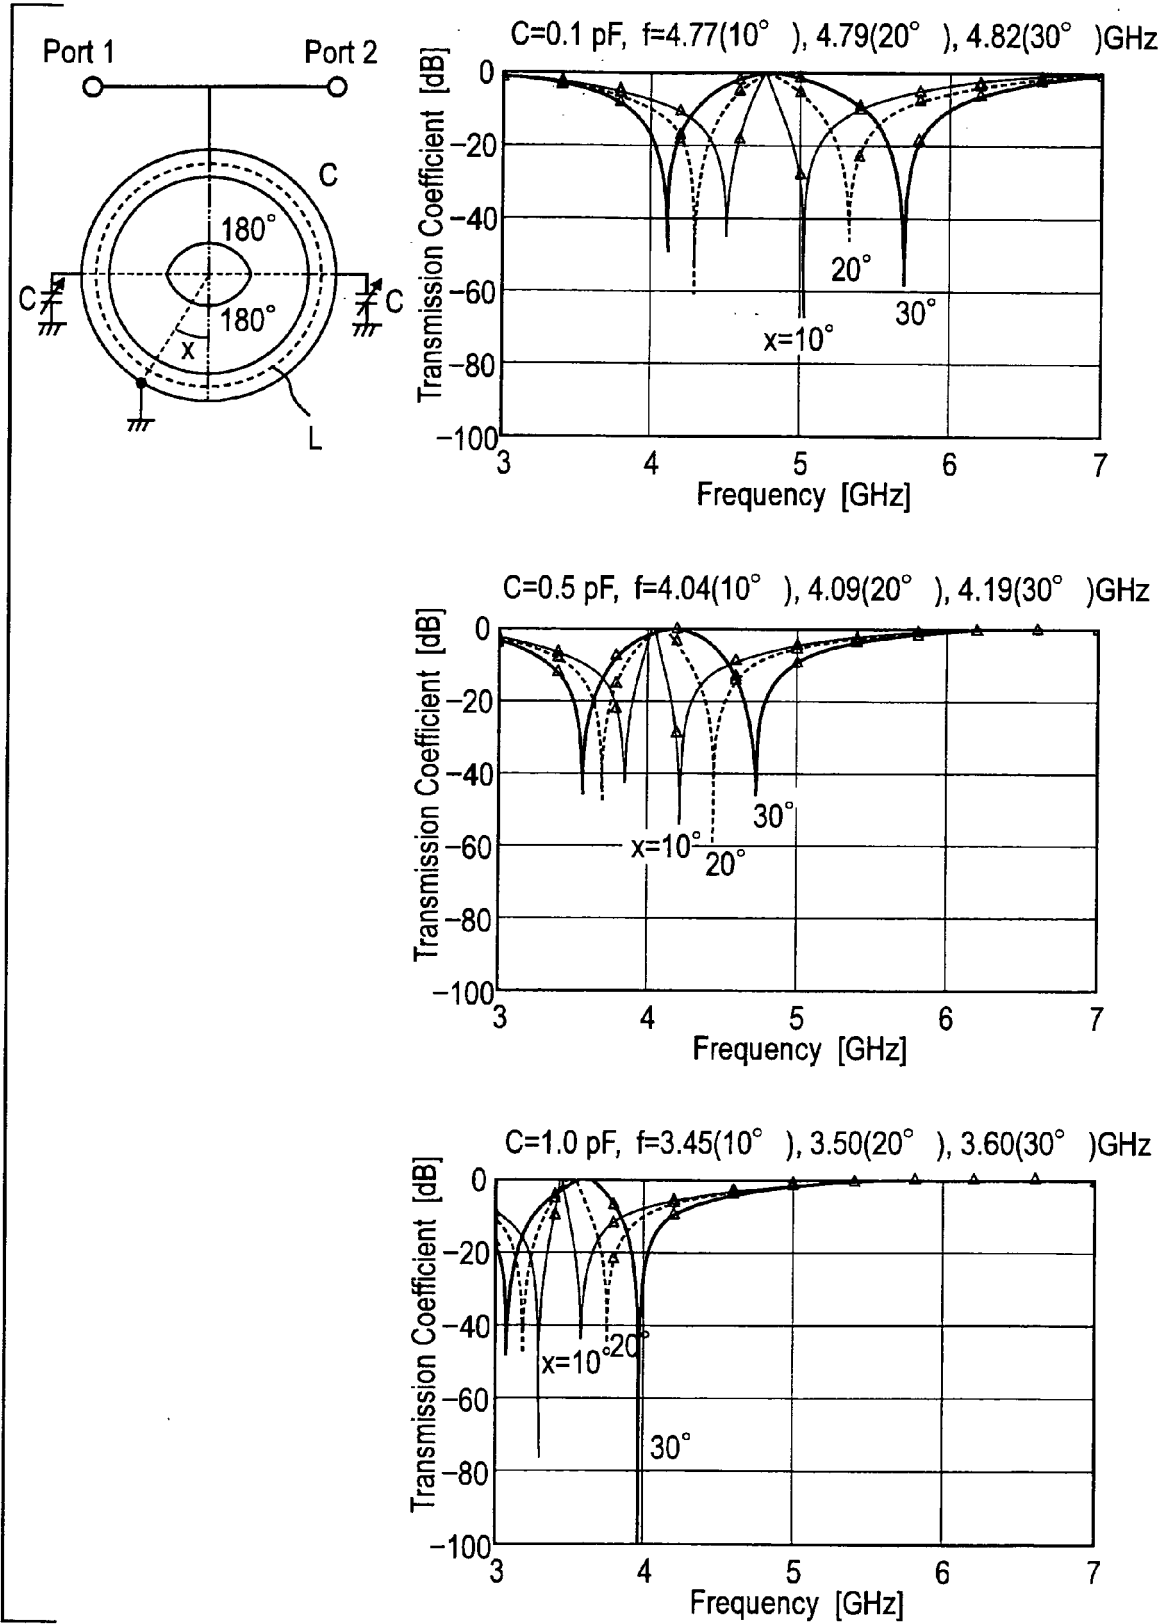 Port 1
Port 2
C
180°
180°
C
C
x
L
C=0.1 pF, f=4.77(10° ), 4.79(20° ), 4.82(30° )GHz
Transmission Coefficient [dB]
0
−20
−40
−60
−80
−100
20°
30°
x=10°
3 4 5 6 7
Frequency [GHz]
C=0.5 pF, f=4.04(10° ), 4.09(20° ), 4.19(30° )GHz
Transmission Coefficient [dB]
0
−20
−40
−60
−80
−100
30°
x=10°
20°
3 4 5 6 7
Frequency [GHz]
C=1.0 pF, f=3.45(10° ), 3.50(20° ), 3.60(30° )GHz
Transmission Coefficient [dB]
0
−20
−40
−60
−80
−100
x=10°
20°
30°
3 4 5 6 7
Frequency [GHz]